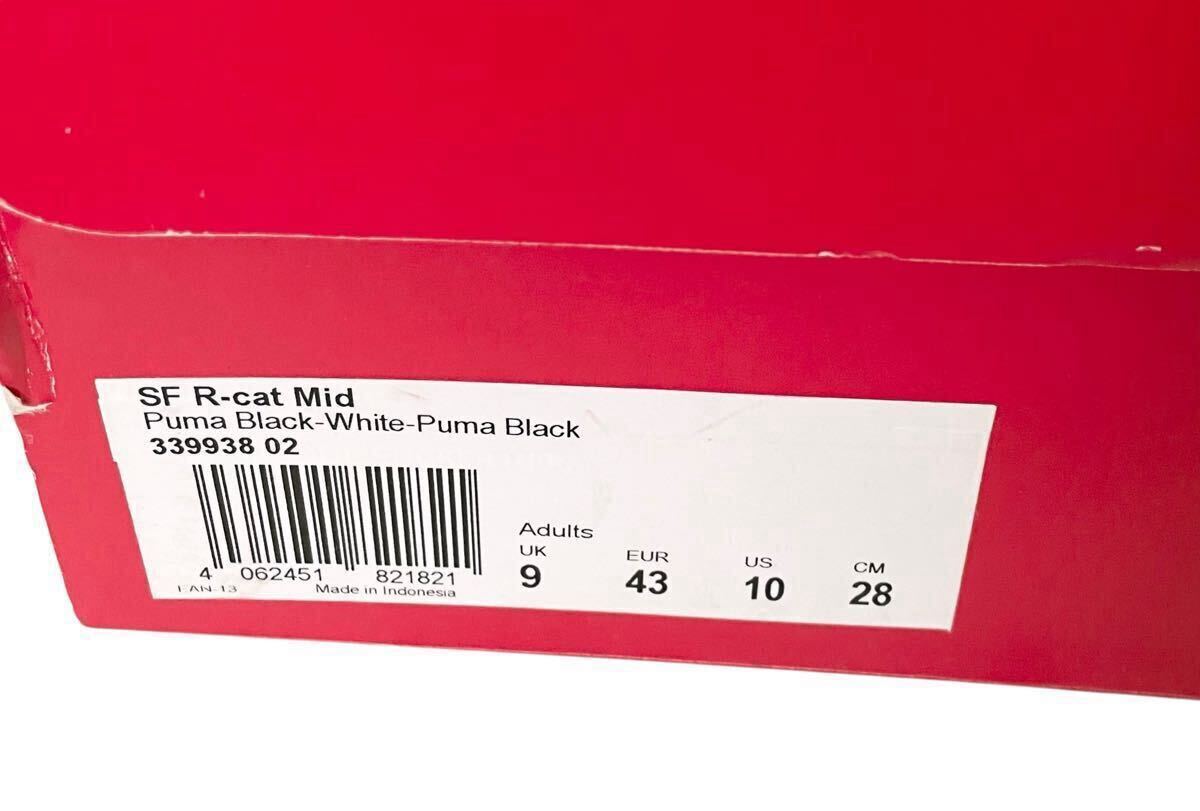 SF R-cat Mid
Puma Black-White-Puma Black
339938 02
4 062451 821821
EAN-13 Made in Indonesia
Adults
UK EUR US CM
9 43 10 28